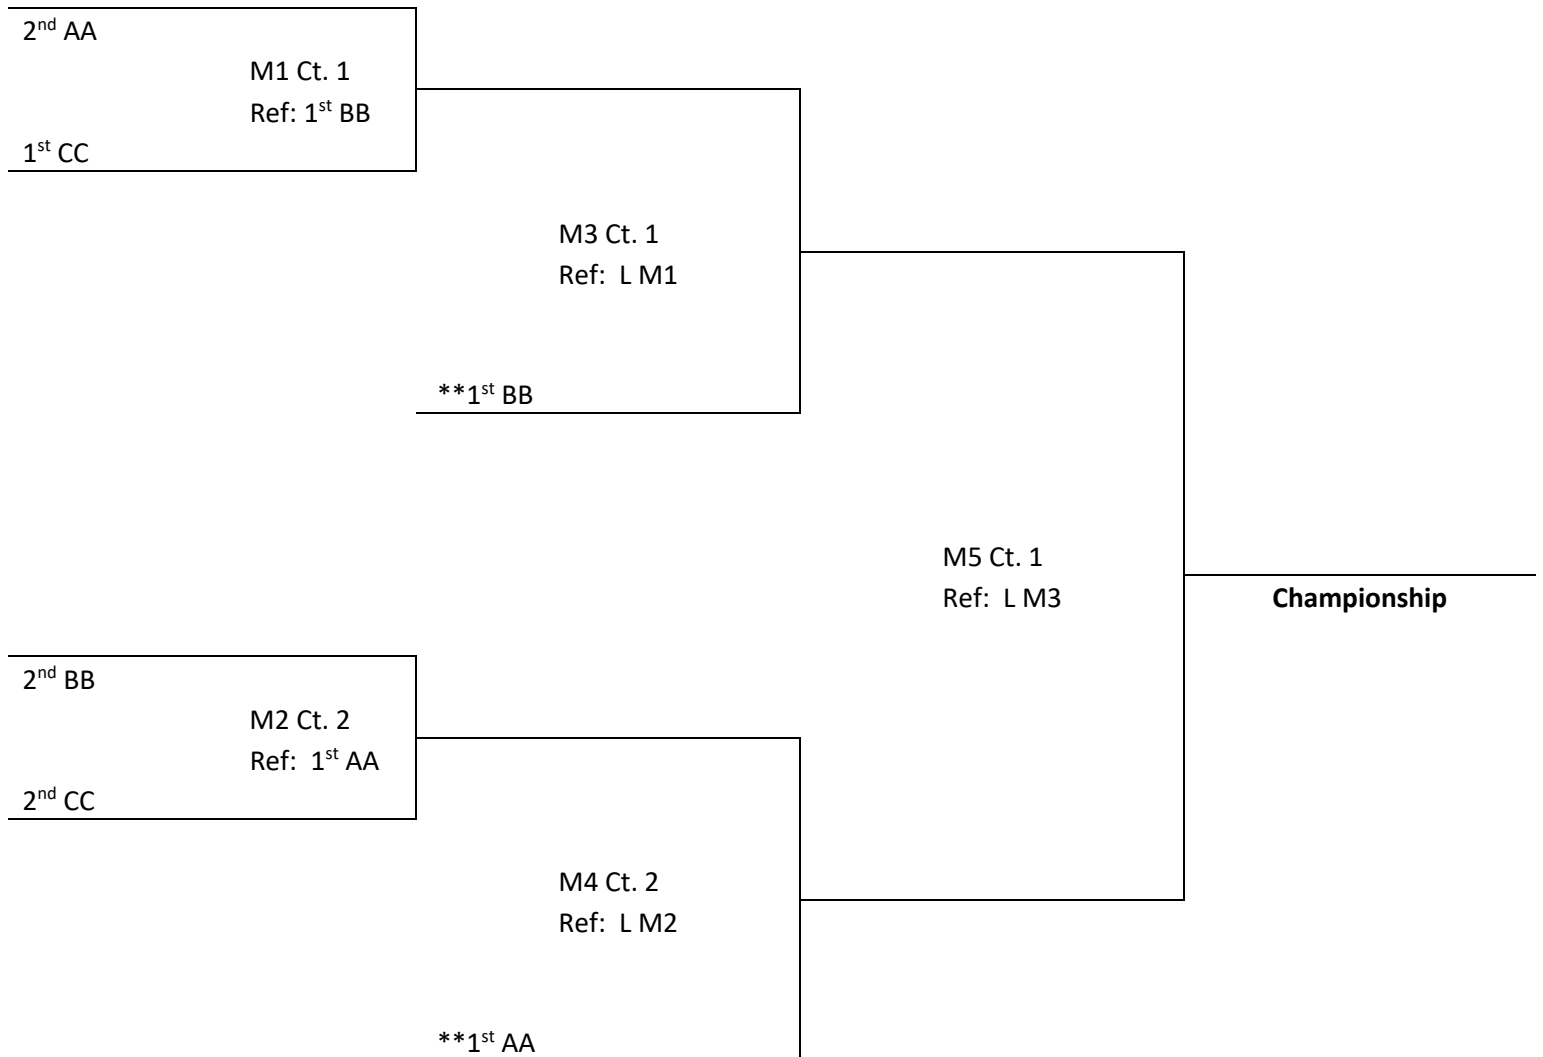 2nd AA
M1 Ct. 1
Ref: 1st BB
1st CC
M3 Ct. 1
Ref: L M1
**1st BB
M5 Ct. 1
Ref: L M3
Championship
2nd BB
M2 Ct. 2
Ref: 1st AA
2nd CC
M4 Ct. 2
Ref: L M2
**1st AA